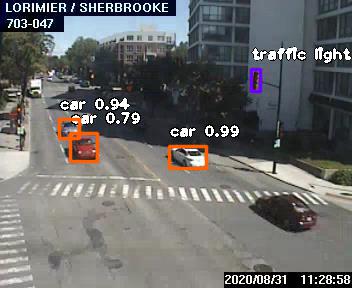 LORIMIER / SHERBROOKE
703-047
traffic light
car 0.94
car 0.79
car 0.99
2020/08/31 11:28:58